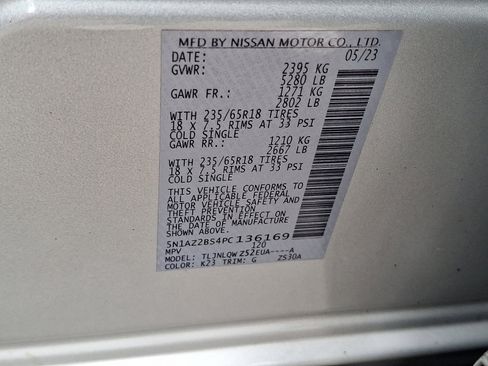 MFD BY NISSAN MOTOR CO., LTD.
DATE: 05/23
GVWR: 2395 KG
5280 LB
GAWR FR.: 1271 KG
2802 LB
WITH 235/65R18 TIRES
18 X 7.5 RIMS AT 33 PSI
COLD SINGLE
GAWR RR.: 1210 KG
2667 LB
WITH 235/65R18 TIRES
18 X 7.5 RIMS AT 33 PSI
COLD SINGLE
THIS VEHICLE CONFORMS TO
ALL APPLICABLE FEDERAL
MOTOR VEHICLE SAFETY AND
THEFT PREVENTION
STANDARDS IN EFFECT ON
THE DATE OF MANUFACTURE
SHOWN ABOVE.
5N1AZ2BS4PC136169
MPV 120
MODEL: TLJNLQWZ52EUA----A
COLOR: K23 TRIM: G ZS30A